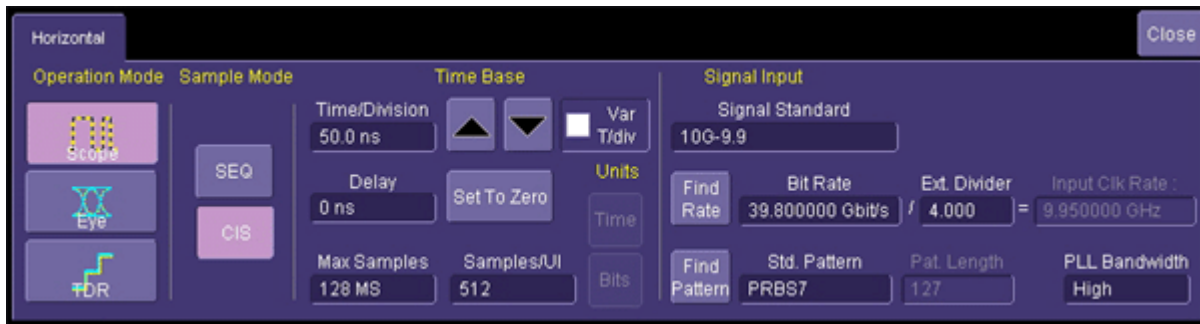 Horizontal
Close
Operation Mode
Sample Mode
Time Base
Signal Input
Scope
Eye
TDR
SEQ
CIS
Time/Division
50.0 ns
Var
T/div
Delay
0 ns
Set To Zero
Units
Time
Bits
Max Samples
128 MS
Samples/UI
512
Signal Standard
10G-9.9
Find
Rate
Bit Rate
39.800000 Gbit/s
/
Ext. Divider
4.000
=
Input Clk Rate :
9.950000 GHz
Find
Pattern
Std. Pattern
PRBS7
Pat. Length
127
PLL Bandwidth
High